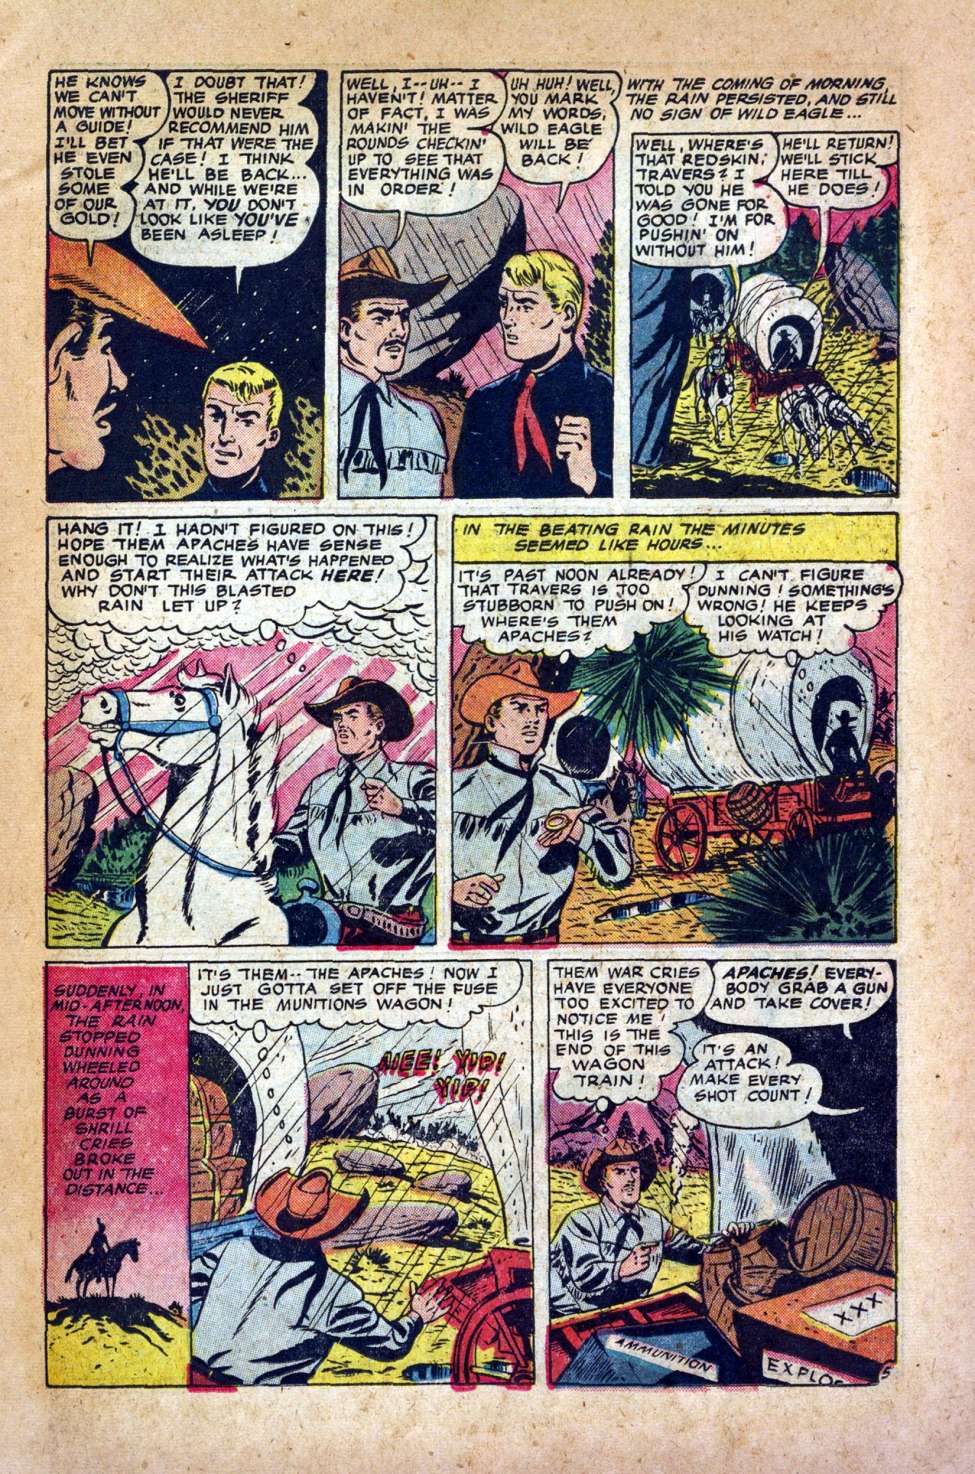 HE KNOWS
WE CAN'T
MOVE WITHOUT
A GUIDE!
I'LL BET
HE EVEN
STOLE
SOME
OF OUR
GOLD!
I DOUBT THAT!
THE SHERIFF
WOULD NEVER
RECOMMEND HIM
IF THAT WERE THE
CASE! I THINK
HE'LL BE BACK...
AND WHILE WE'RE
AT IT, YOU DON'T
LOOK LIKE YOU'VE
BEEN ASLEEP!
WELL, I--UH--I
HAVEN'T! MATTER
OF FACT, I WAS
MAKIN' THE
ROUNDS CHECKIN'
UP TO SEE THAT
EVERYTHING WAS
IN ORDER!
UH HUH! WELL,
YOU MARK
MY WORDS,
WILD EAGLE
WILL BE
BACK!
WITH THE COMING OF MORNING,
THE RAIN PERSISTED, AND STILL
NO SIGN OF WILD EAGLE...
WELL, WHERE'S
THAT REDSKIN,
TRAVERS? I
TOLD YOU HE
WAS GONE FOR
GOOD! I'M FOR
PUSHIN' ON
WITHOUT HIM!
HE'LL RETURN!
WE'LL STICK
HERE TILL
HE DOES!
HANG IT! I HADN'T FIGURED ON THIS!
HOPE THEM APACHES HAVE SENSE
ENOUGH TO REALIZE WHAT'S HAPPENED
AND START THEIR ATTACK HERE!
WHY DON'T THIS BLASTED
RAIN LET UP?
IN THE BEATING RAIN THE MINUTES
SEEMED LIKE HOURS...
IT'S PAST NOON ALREADY!
THAT TRAVERS IS TOO
STUBBORN TO PUSH ON!
WHERE'S THEM
APACHES?
I CAN'T FIGURE
DUNNING! SOMETHING'S
WRONG! HE KEEPS
LOOKING AT
HIS WATCH!
SUDDENLY, IN
MID-AFTERNOON,
THE RAIN
STOPPED
DUNNING
WHEELED
AROUND
AS A
BURST OF
SHRILL
CRIES
BROKE
OUT IN THE
DISTANCE...
IT'S THEM--THE APACHES! NOW I
JUST GOTTA SET OFF THE FUSE
IN THE MUNITIONS WAGON!
AIEE! YIP!
YIP!
THEM WAR CRIES
HAVE EVERYONE
TOO EXCITED TO
NOTICE ME!
THIS IS THE
END OF THIS
WAGON
TRAIN!
APACHES! EVERY-
BODY GRAB A GUN
AND TAKE COVER!
IT'S AN
ATTACK!
MAKE EVERY
SHOT COUNT!
XXX
AMMUNITION
EXPLOS
5